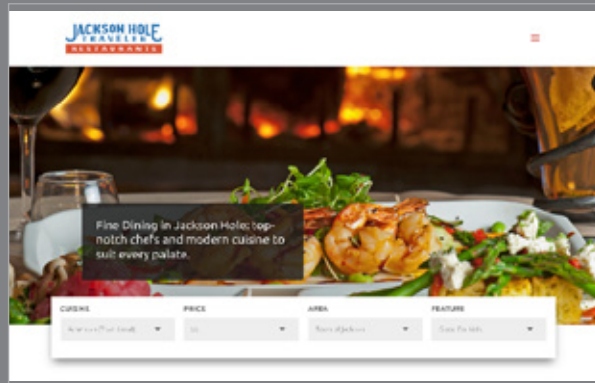 JACKSON HOLE
TRAVELER
RESTAURANTS
Fine Dining in Jackson Hole: top-
notch chefs and modern cuisine to
suit every palate.
CUISINE PRICE AREA FEATURE